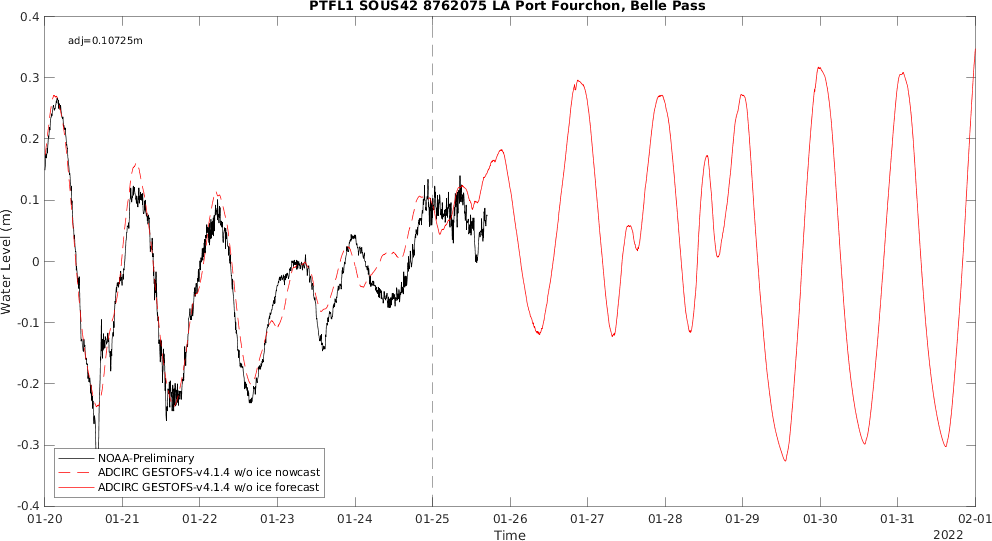 PTFL1 SOUS42 8762075 LA Port Fourchon, Belle Pass
adj=0.10725m
0.4
0.3
0.2
0.1
0
-0.1
-0.2
-0.3
-0.4
Water Level (m)
NOAA-Preliminary
ADCIRC GESTOFS-v4.1.4 w/o ice nowcast
ADCIRC GESTOFS-v4.1.4 w/o ice forecast
01-20 01-21 01-22 01-23 01-24 01-25 01-26 01-27 01-28 01-29 01-30 01-31 02-01
Time
2022